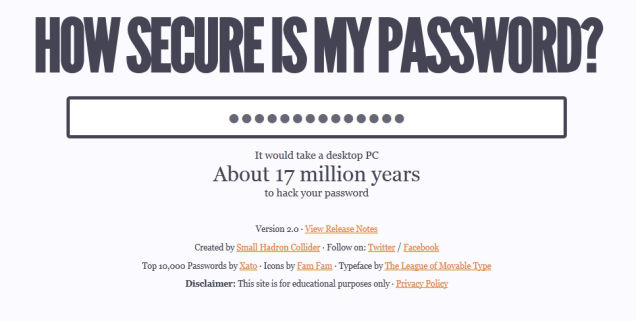 HOW SECURE IS MY PASSWORD?
●●●●●●●●●●●●●●
It would take a desktop PC
About 17 million years
to hack your password
Version 2.0 · View Release Notes
Created by Small Hadron Collider · Follow on: Twitter / Facebook
Top 10,000 Passwords by Xato · Icons by Fam Fam · Typeface by The League of Movable Type
Disclaimer: This site is for educational purposes only · Privacy Policy